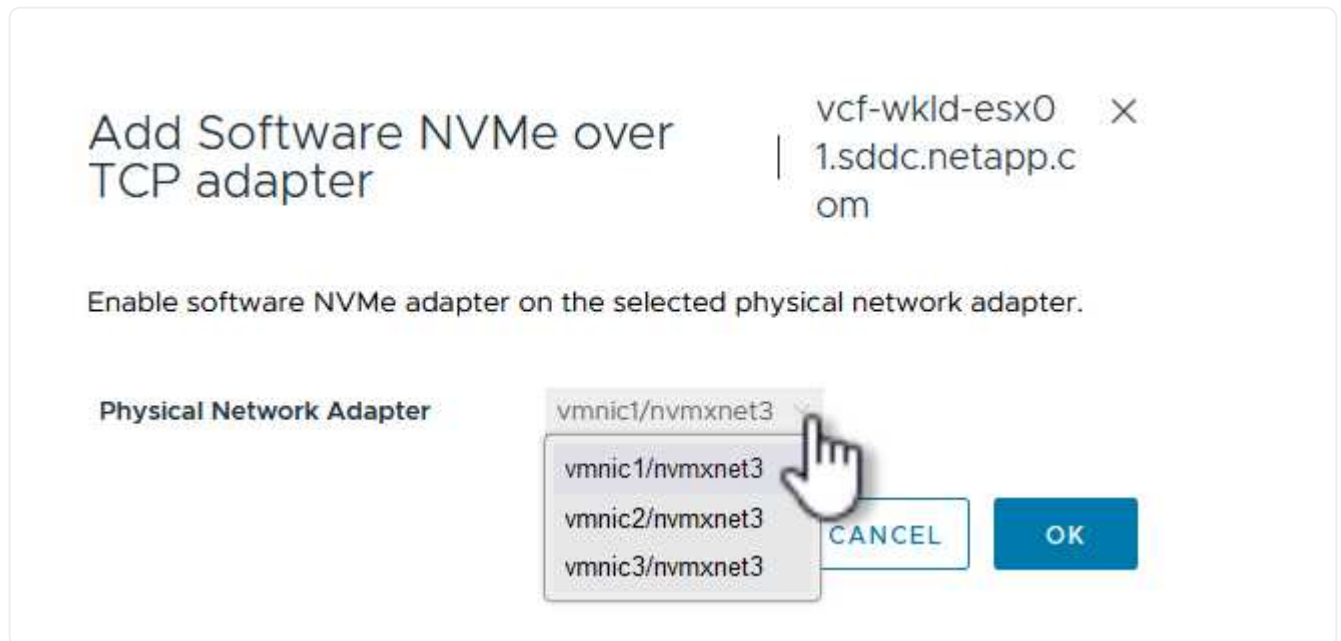 Add Software NVMe over
TCP adapter
vcf-wkld-esx0
1.sddc.netapp.c
om
Enable software NVMe adapter on the selected physical network adapter.
Physical Network Adapter
vmnic1/nvmxnet3
vmnic1/nvmxnet3
vmnic2/nvmxnet3
vmnic3/nvmxnet3
CANCEL
OK